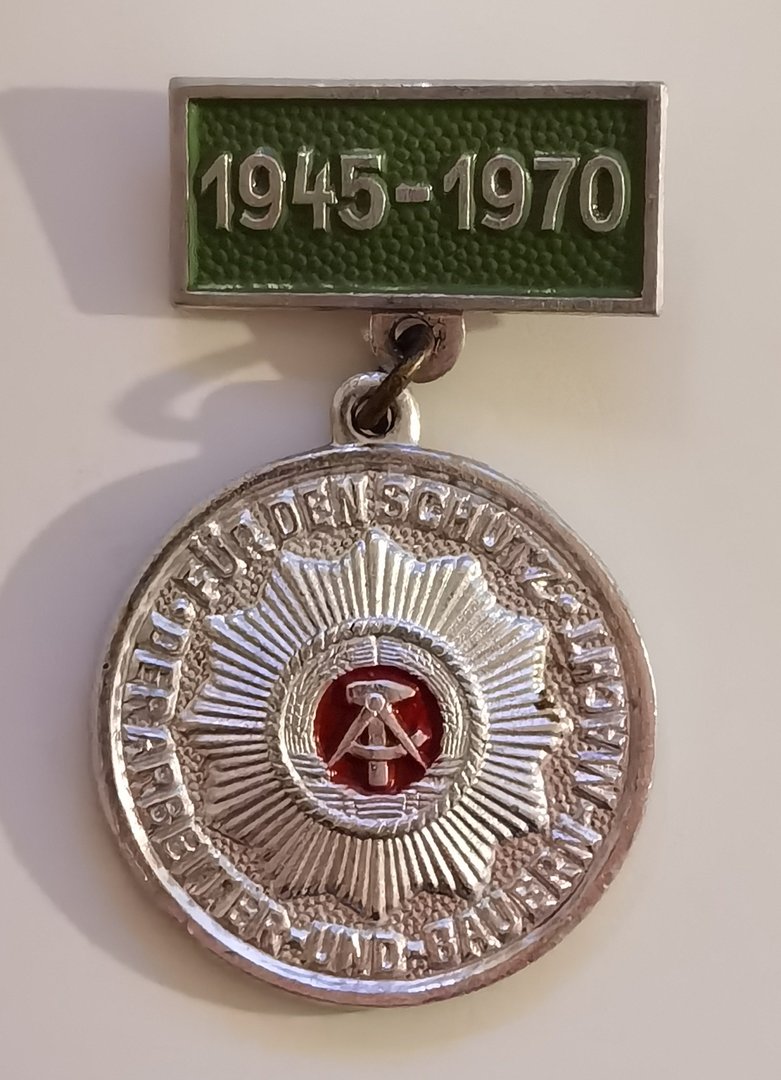 1945-1970
FÜR DEN SCHUTZ · DER ARBEITER-UND-BAUERN-MACHT